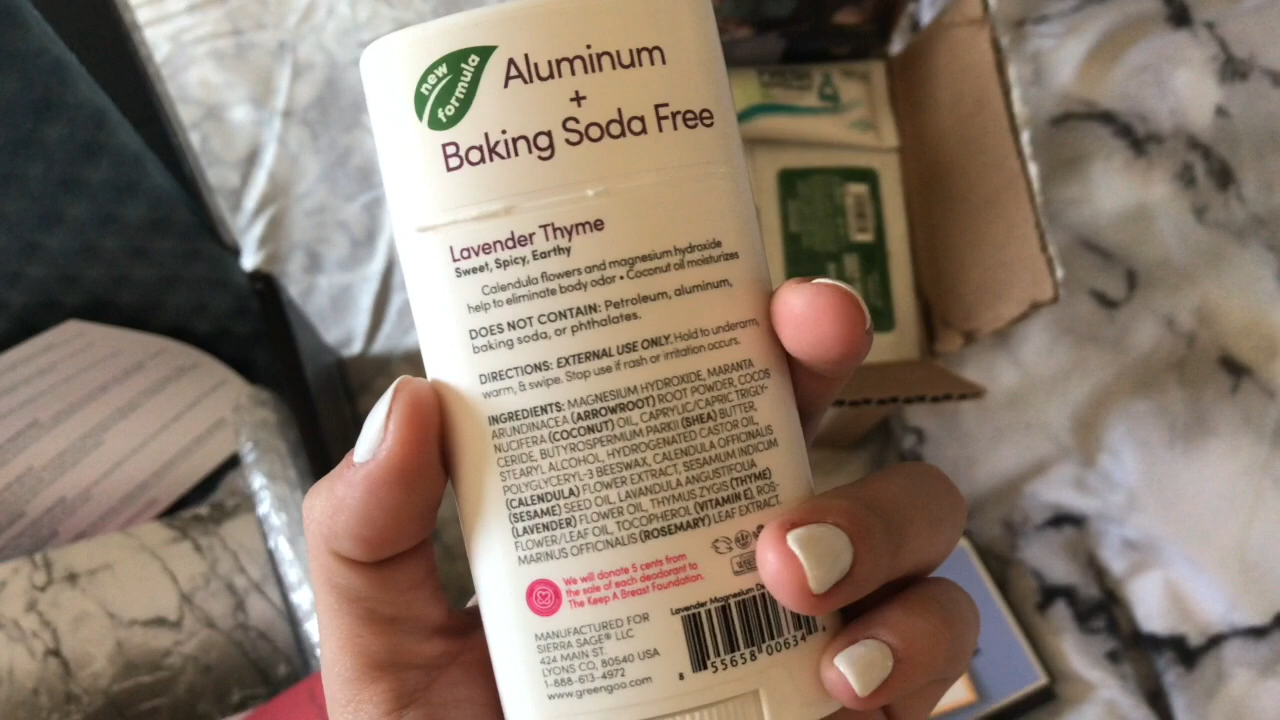 new
formula
Aluminum
+
Baking Soda Free
Lavender Thyme
Sweet, Spicy, Earthy
Calendula flowers and magnesium hydroxide
help to eliminate body odor • Coconut oil moisturizes
DOES NOT CONTAIN: Petroleum, aluminum,
baking soda, or phthalates.
DIRECTIONS: EXTERNAL USE ONLY. Hold to underarm,
warm, & swipe. Stop use if rash or irritation occurs.
INGREDIENTS: MAGNESIUM HYDROXIDE, MARANTA
ARUNDINACEA (ARROWROOT) ROOT POWDER, COCOS
NUCIFERA (COCONUT) OIL, CAPRYLIC/CAPRIC TRIGLY-
CERIDE, BUTYROSPERMUM PARKII (SHEA) BUTTER,
STEARYL ALCOHOL, HYDROGENATED CASTOR OIL,
POLYGLYCERYL-3 BEESWAX, CALENDULA OFFICINALIS
(CALENDULA) FLOWER EXTRACT, SESAMUM INDICUM
(SESAME) SEED OIL, LAVANDULA ANGUSTIFOLIA
(LAVENDER) FLOWER OIL, THYMUS ZYGIS (THYME)
FLOWER/LEAF OIL, TOCOPHEROL (VITAMIN E), ROS-
MARINUS OFFICINALIS (ROSEMARY) LEAF EXTRACT.
We will donate 5 cents from
the sale of each deodorant to
The Keep A Breast Foundation.
MANUFACTURED FOR
SIERRA SAGE® LLC
424 MAIN ST.
LYONS CO, 80540 USA
1-888-613-4972
www.greengoo.com
Lavender Magnesium
8 55658 00634